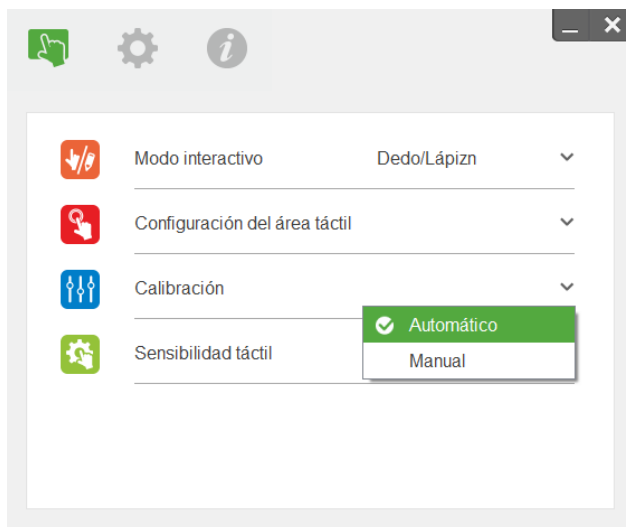 Modo interactivo Dedo/Lápizn
Configuración del área táctil
Calibración
Automático
Sensibilidad táctil
Manual